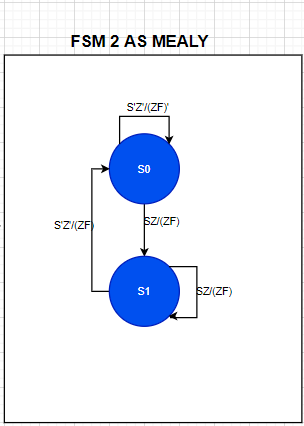 FSM 2 AS MEALY
S'Z'/(ZF)'
S0
S'Z'/(ZF)
SZ/(ZF)
S1
SZ/(ZF)